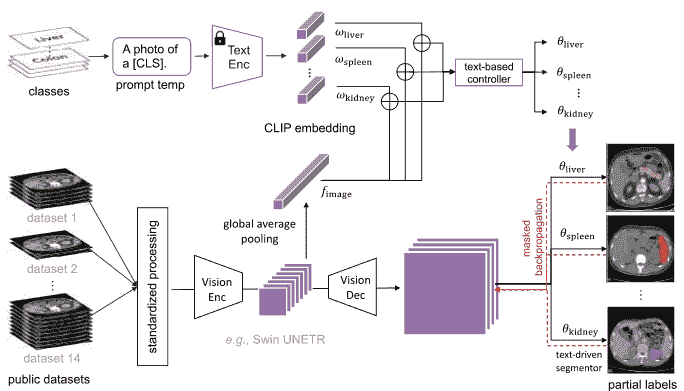 Liver
Colon
classes
A photo of
a [CLS].
prompt temp
Text
Enc
ω_liver
ω_spleen
ω_kidney
CLIP embedding
text-based
controller
θ_liver
θ_spleen
θ_kidney
f_image
global average
pooling
dataset 1
dataset 2
dataset 14
public datasets
standardized processing
Vision
Enc
e.g., Swin UNETR
Vision
Dec
masked
backpropagation
θ_liver
θ_spleen
θ_kidney
text-driven
segmentor
partial labels